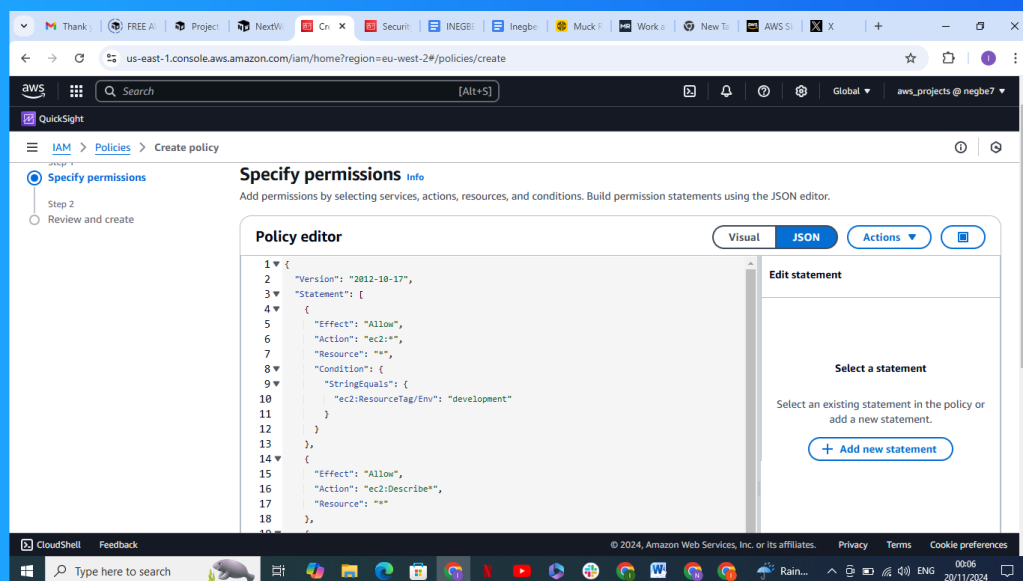 Thank y
FREE AV
Project
NextW
Cr
Securit
INEGBE
Inegbe
Muck R
Work a
New Ta
AWS Sk
X
us-east-1.console.aws.amazon.com/iam/home?region=eu-west-2#/policies/create
aws
Search [Alt+S]
Global ▼
aws_projects @ negbe7 ▼
QuickSight
IAM > Policies > Create policy
Step 1
Specify permissions
Step 2
Review and create
Specify permissions Info
Add permissions by selecting services, actions, resources, and conditions. Build permission statements using the JSON editor.
Policy editor
Visual JSON Actions ▼
1 {
2 "Version": "2012-10-17",
3 "Statement": [
4 {
5 "Effect": "Allow",
6 "Action": "ec2:*",
7 "Resource": "*",
8 "Condition": {
9 "StringEquals": {
10 "ec2:ResourceTag/Env": "development"
11 }
12 }
13 },
14 {
15 "Effect": "Allow",
16 "Action": "ec2:Describe*",
17 "Resource": "*"
18 },
Edit statement
Select a statement
Select an existing statement in the policy or
add a new statement.
+ Add new statement
CloudShell Feedback
© 2024, Amazon Web Services, Inc. or its affiliates. Privacy Terms Cookie preferences
Type here to search
Rain...
ENG
00:06
20/11/2024